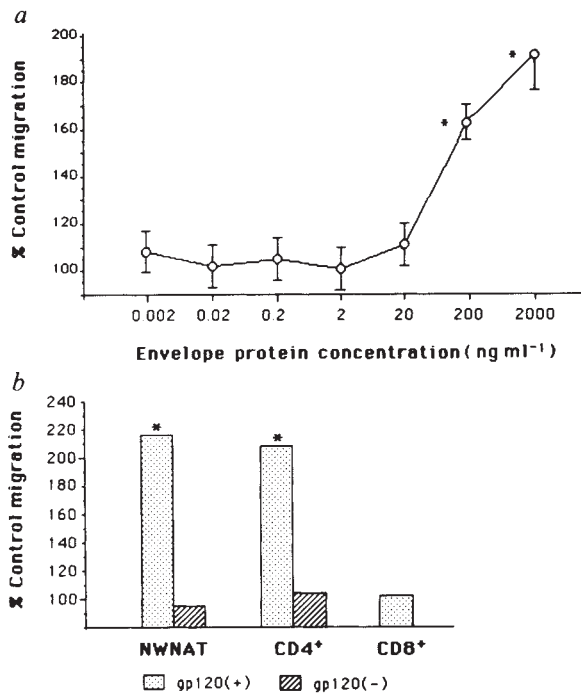 a
200
180
160
140
120
100
% Control migration
*
*
0.002 0.02 0.2 2 20 200 2000
Envelope protein concentration (ng ml⁻¹)
b
240
220
200
180
160
140
120
100
% Control migration
*
*
NWNAT CD4⁺ CD8⁺
gp120(+) gp120(-)